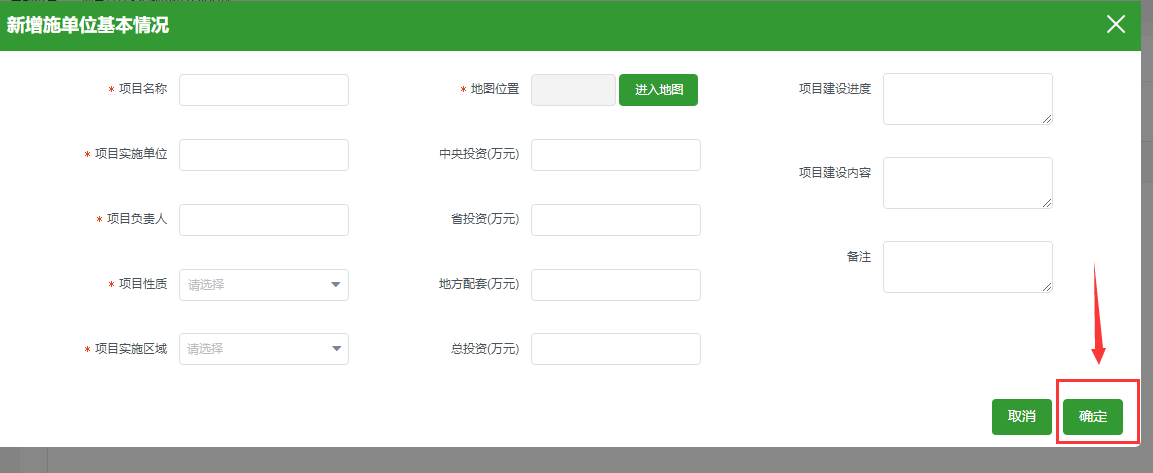 新增施单位基本情况
* 项目名称
* 项目实施单位
* 项目负责人
* 项目性质 请选择
* 项目实施区域 请选择
* 地图位置 进入地图
中央投资(万元)
省投资(万元)
地方配套(万元)
总投资(万元)
项目建设进度
项目建设内容
备注
取消 确定